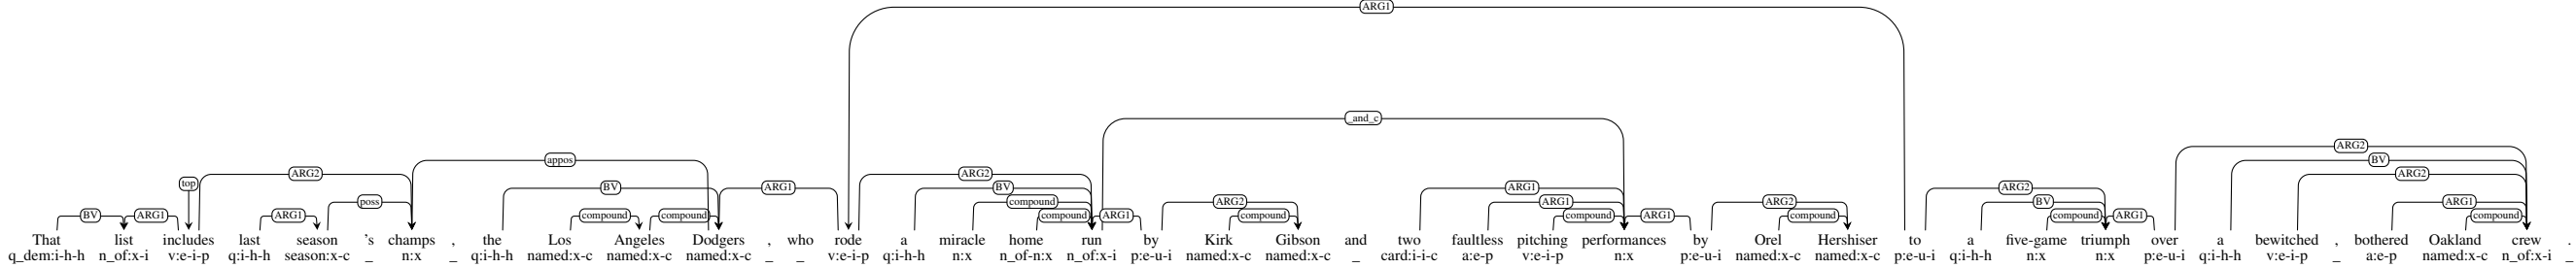 ARG1
_and_c
appos ARG2
BV
top ARG2 ARG2 ARG2
BV ARG1 BV ARG2 ARG1 ARG2 BV
poss compound ARG2 ARG1 compound ARG2 BV ARG1
BV ARG1 ARG1 compound compound compound ARG1 compound compound ARG1 compound compound ARG1 compound
That list includes last season 's champs , the Los Angeles Dodgers , who rode a miracle home run by Kirk Gibson and two faultless pitching performances by Orel Hershiser to a five-game triumph over a bewitched , bothered Oakland crew .
q_dem:i-h-h n_of:x-i v:e-i-p q:i-h-h season:x-c _ n:x _ q:i-h-h named:x-c named:x-c named:x-c _ _ v:e-i-p q:i-h-h n:x n_of-n:x n_of:x-i p:e-u-i named:x-c named:x-c _ card:i-i-c a:e-p v:e-i-p n:x p:e-u-i named:x-c named:x-c p:e-u-i q:i-h-h n:x n:x p:e-u-i q:i-h-h v:e-i-p _ a:e-p named:x-c n_of:x-i _